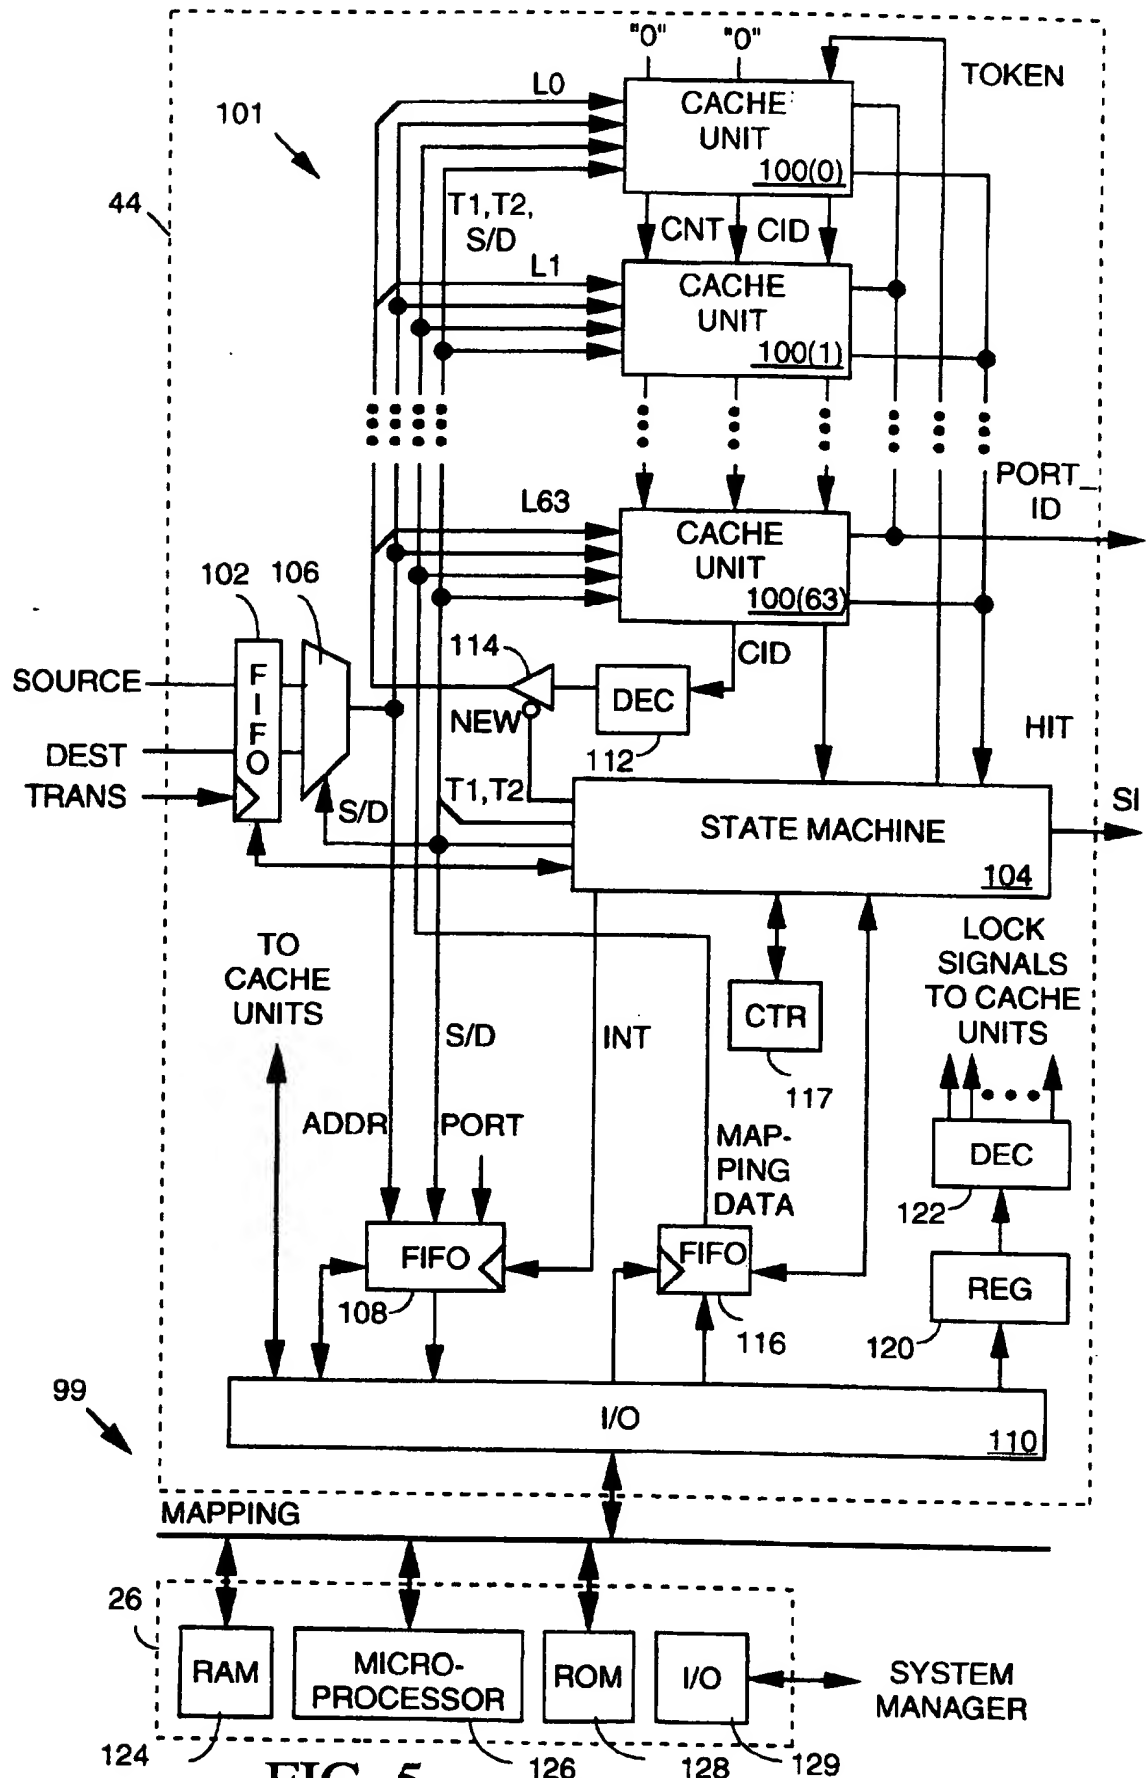 "0" "0"
TOKEN
L0
CACHE
UNIT
100(0)
101
44
T1,T2,
S/D
CNT CID
L1
CACHE
UNIT
100(1)
PORT_
ID
L63
CACHE
UNIT
100(63)
102 106
114
CID
SOURCE
FIFO
DEC
NEW
112
HIT
DEST
TRANS
S/D
T1,T2
SI
STATE MACHINE
104
TO
CACHE
UNITS
LOCK
SIGNALS
TO CACHE
UNITS
CTR
117
S/D
INT
ADDR PORT
MAP-
PING
DATA
DEC
122
FIFO
108
FIFO
116
REG
120
99
I/O
110
MAPPING
26
RAM
MICRO-
PROCESSOR
ROM
I/O
SYSTEM
MANAGER
124
126
128
129
FIG. 5